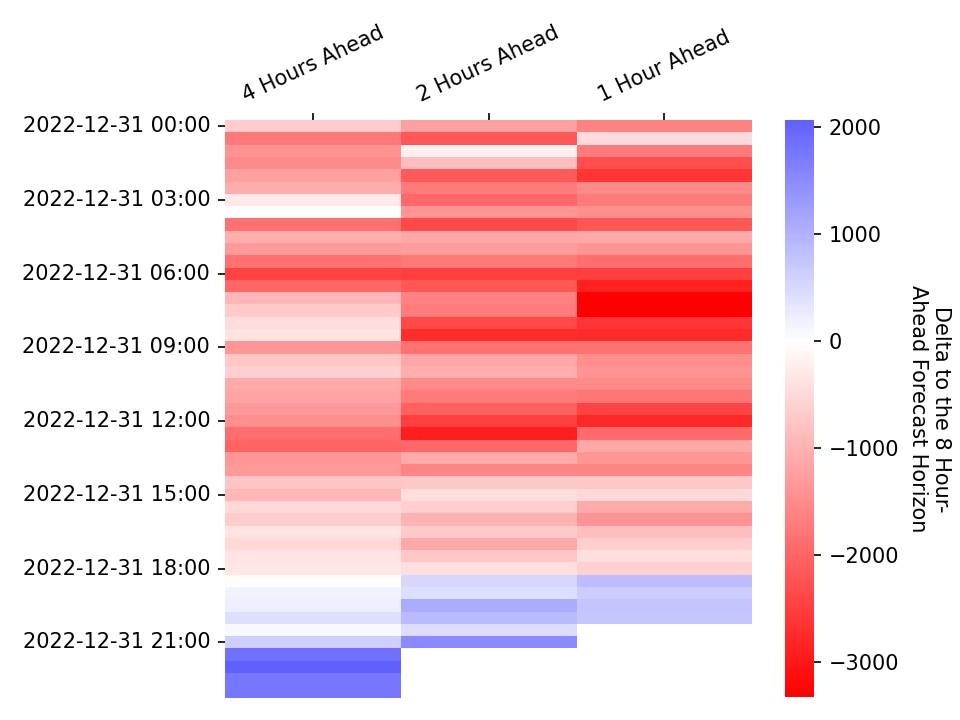 4 Hours Ahead
2 Hours Ahead
1 Hour Ahead
2022-12-31 00:00
2022-12-31 03:00
2022-12-31 06:00
2022-12-31 09:00
2022-12-31 12:00
2022-12-31 15:00
2022-12-31 18:00
2022-12-31 21:00
2000
1000
0
−1000
−2000
−3000
Delta to the 8 Hour-
Ahead Forecast Horizon